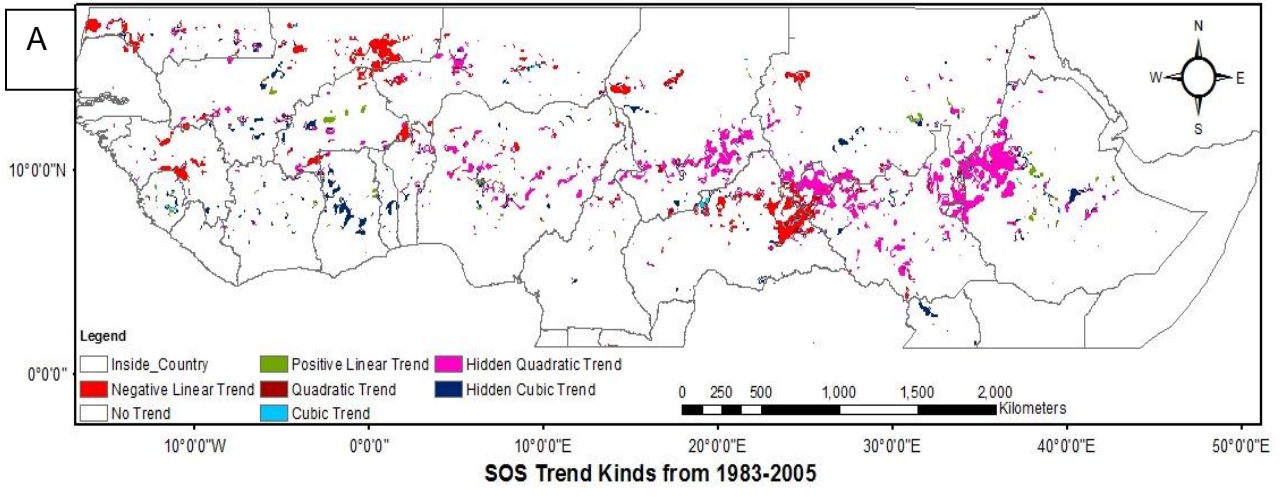 A
N
W E
S
10°0'0"N
Legend
Inside_Country
Positive Linear Trend
Hidden Quadratic Trend
Negative Linear Trend
Quadratic Trend
Hidden Cubic Trend
No Trend
Cubic Trend
0°0'0"
0 250 500 1,000 1,500 2,000
Kilometers
10°0'0"W 0°0'0" 10°0'0"E 20°0'0"E 30°0'0"E 40°0'0"E 50°0'0"E
SOS Trend Kinds from 1983-2005